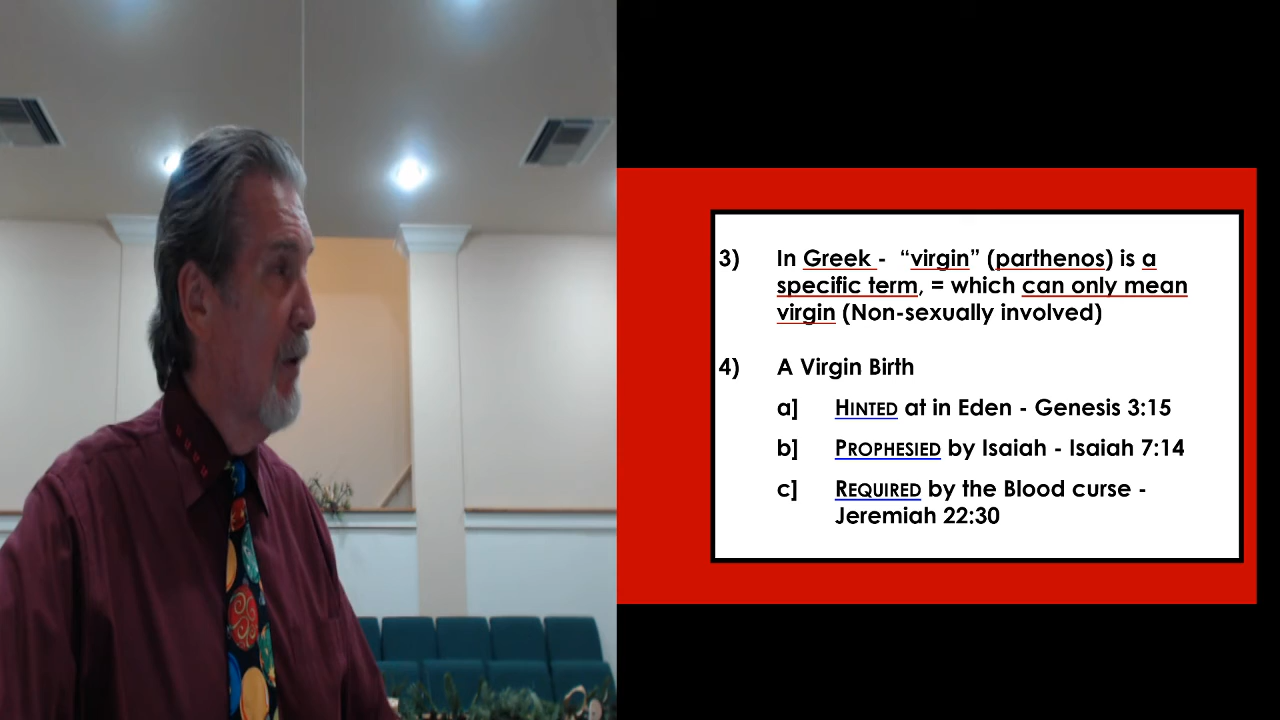 3) In Greek - “virgin” (parthenos) is a
specific term, = which can only mean
virgin (Non-sexually involved)
4) A Virgin Birth
a] HINTED at in Eden - Genesis 3:15
b] PROPHESIED by Isaiah - Isaiah 7:14
c] REQUIRED by the Blood curse -
Jeremiah 22:30